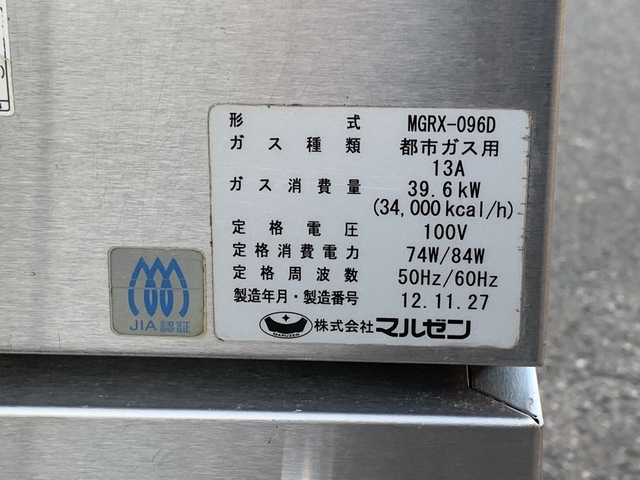 形式 MGRX-096D
ガス種類 都市ガス用
13A
ガス消費量 39.6kW
(34,000kcal/h)
定格電圧 100V
定格消費電力 74W/84W
定格周波数 50Hz/60Hz
製造年月・製造番号 12.11.27
MARUZEN 株式会社マルゼン
JIA認証